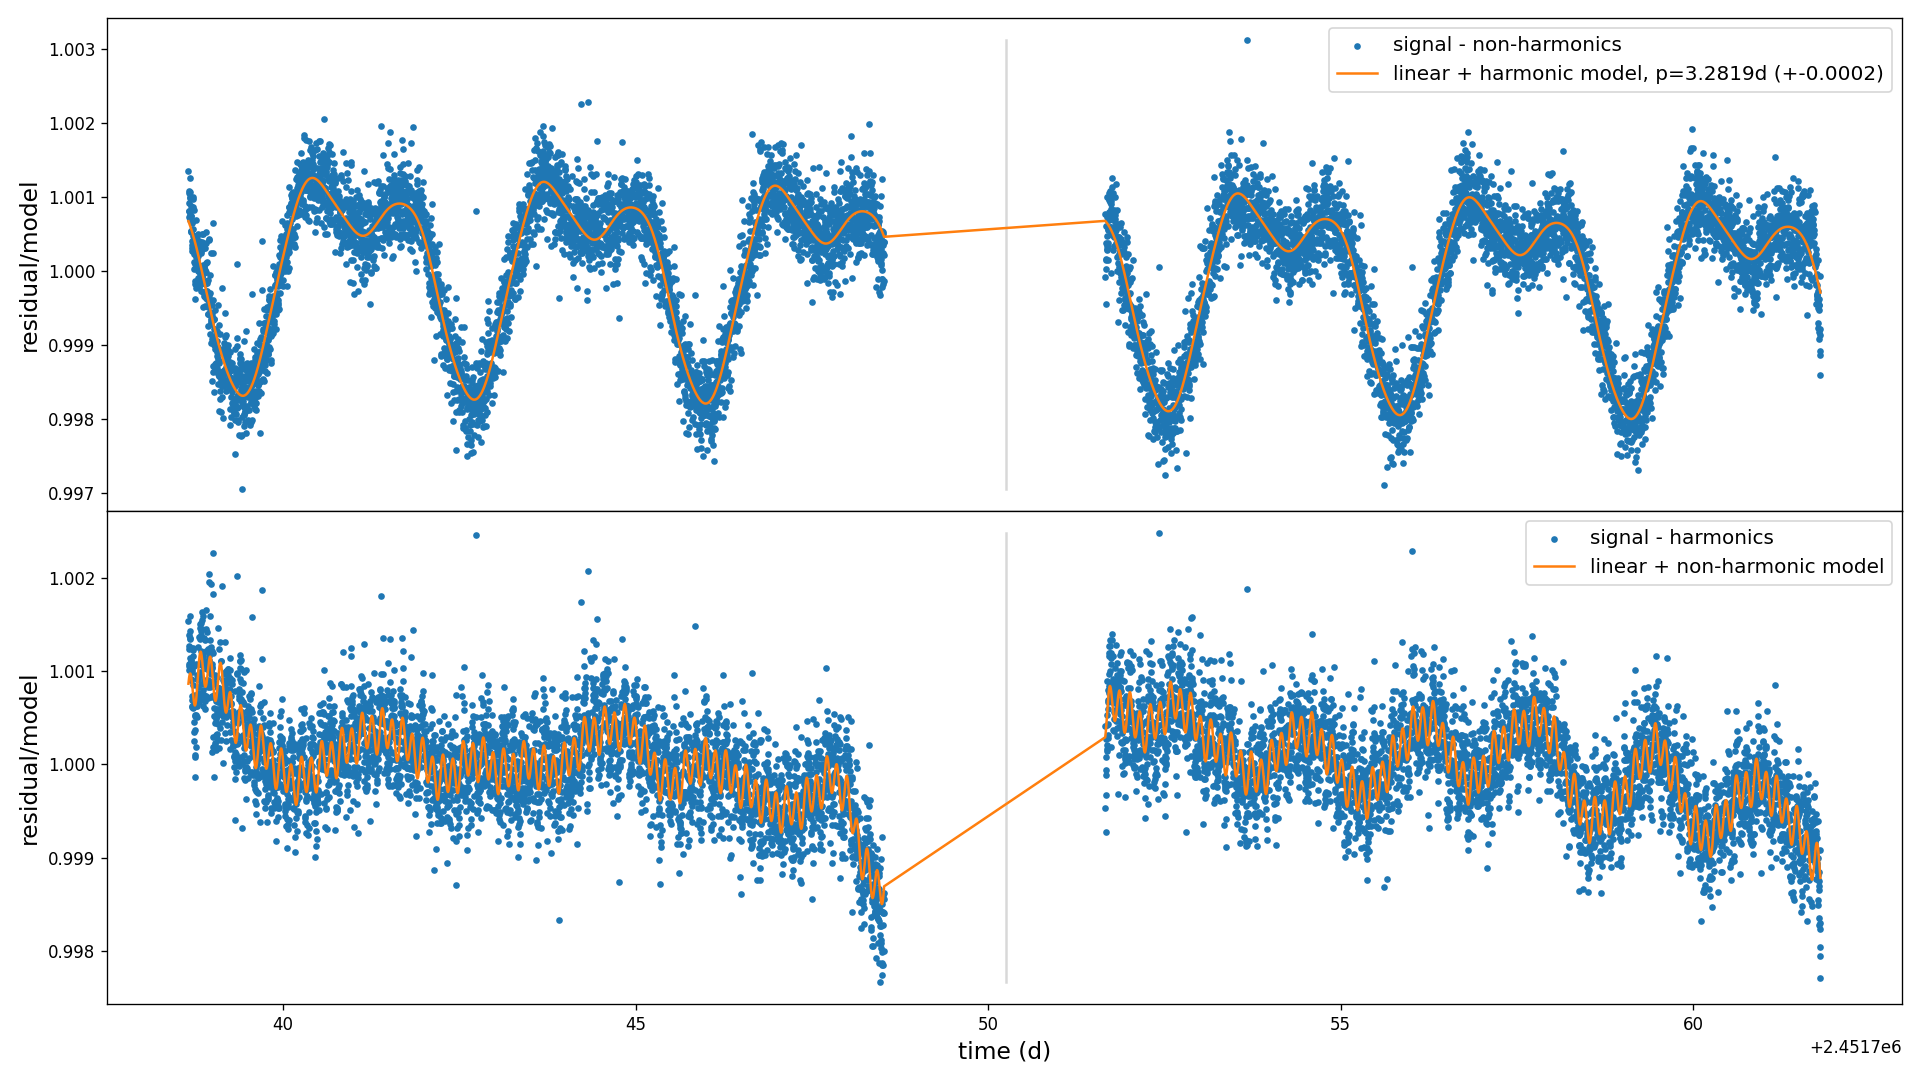 signal - non-harmonics
linear + harmonic model, p=3.2819d (+-0.0002)
1.003
1.002
1.001
1.000
0.999
0.998
0.997
residual/model
signal - harmonics
linear + non-harmonic model
1.002
1.001
1.000
0.999
0.998
residual/model
40 45 50 55 60
time (d)
+2.4517e6